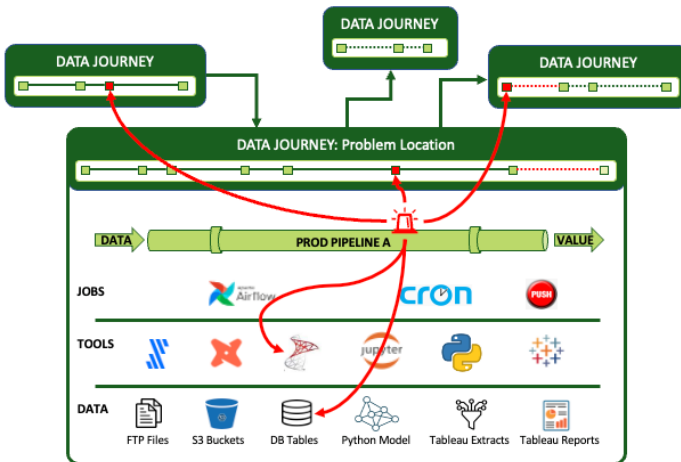 DATA JOURNEY
DATA JOURNEY
DATA JOURNEY
DATA JOURNEY: Problem Location
DATA
PROD PIPELINE A
VALUE
JOBS
APACHE
Airflow
cron
PUSH
TOOLS
jupyter
DATA
FTP Files
S3 Buckets
DB Tables
Python Model
Tableau Extracts
Tableau Reports